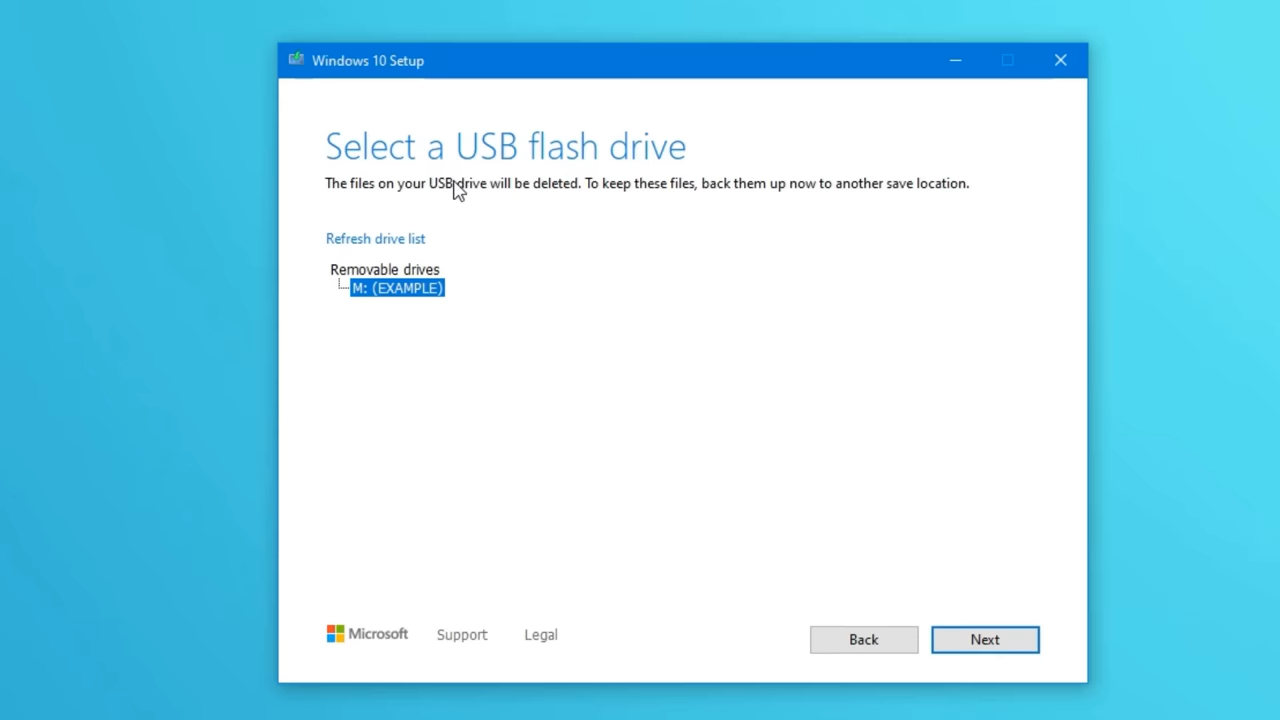 Windows 10 Setup
Select a USB flash drive
The files on your USB drive will be deleted. To keep these files, back them up now to another save location.
Refresh drive list
Removable drives
M: (EXAMPLE)
Microsoft Support Legal
Back Next